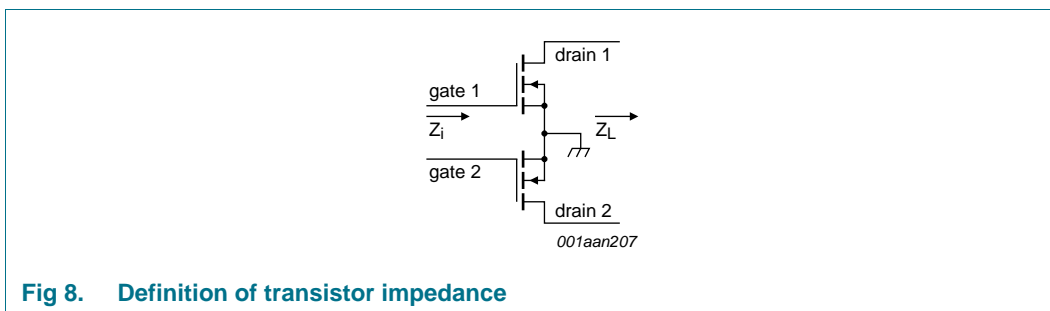 drain 1
gate 1
Zi
ZL
gate 2
drain 2
001aan207
Fig 8. Definition of transistor impedance